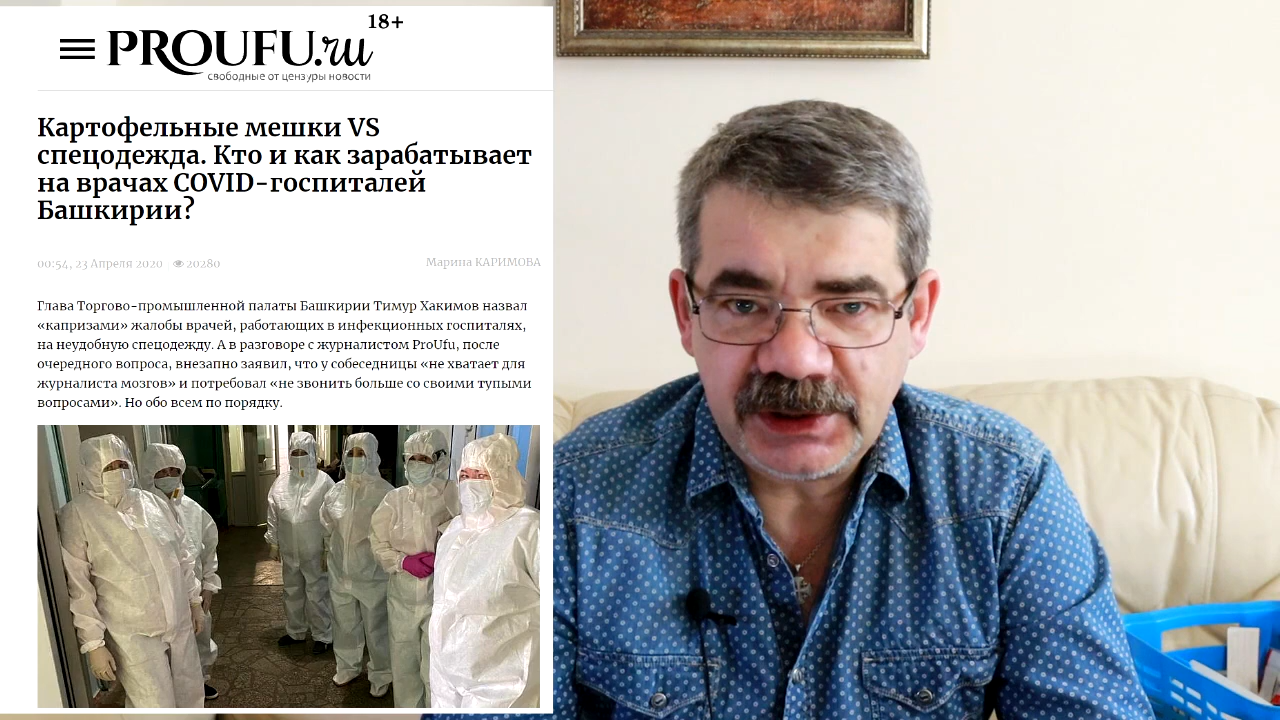 18+
PROUFU.ru
свободные от цензуры новости
Картофельные мешки VS
спецодежда. Кто и как зарабатывает
на врачах COVID-госпиталей
Башкирии?
00:54, 23 Апреля 2020 20280
Марина КАРИМОВА
Глава Торгово-промышленной палаты Башкирии Тимур Хакимов назвал
«капризами» жалобы врачей, работающих в инфекционных госпиталях,
на неудобную спецодежду. А в разговоре с журналистом ProUfu, после
очередного вопроса, внезапно заявил, что у собеседницы «не хватает для
журналиста мозгов» и потребовал «не звонить больше со своими тупыми
вопросами». Но обо всем по порядку.